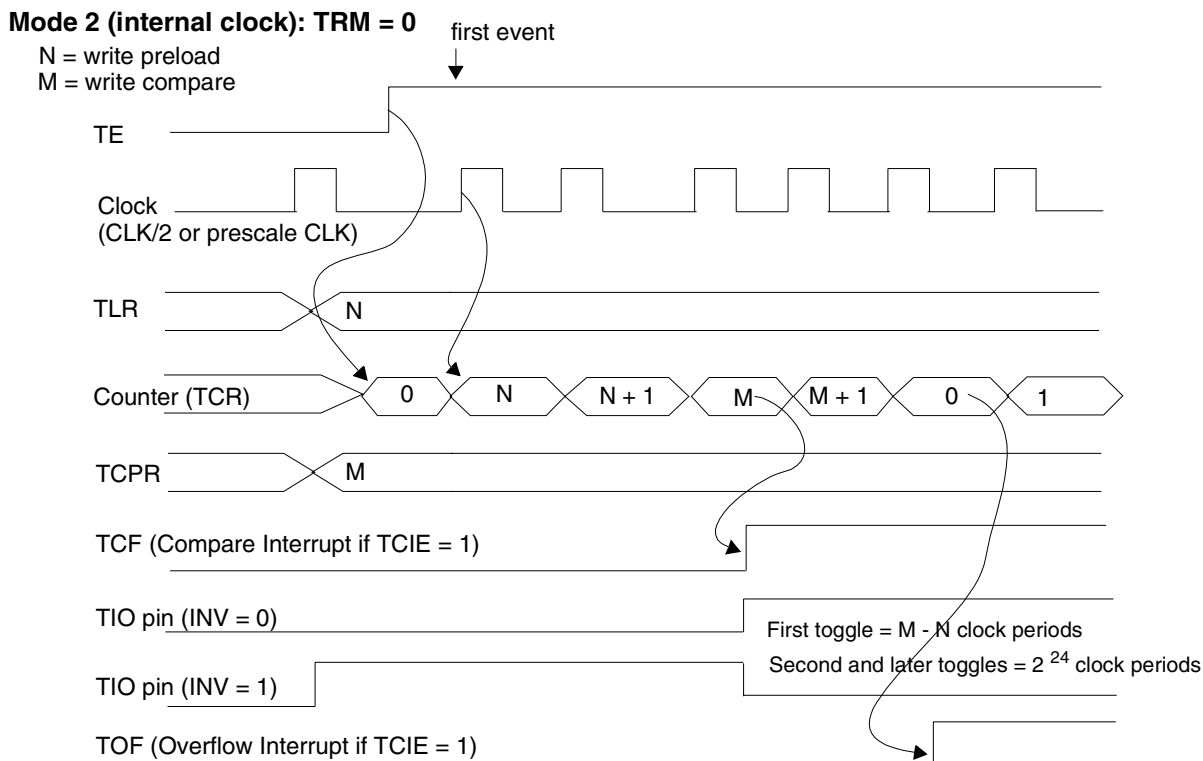 Mode 2 (internal clock): TRM = 0
first event
N = write preload
M = write compare
TE
Clock
(CLK/2 or prescale CLK)
TLR
N
Counter (TCR)
0
N
N + 1
M
M + 1
0
1
TCPR
M
TCF (Compare Interrupt if TCIE = 1)
TIO pin (INV = 0)
First toggle = M - N clock periods
Second and later toggles = 2 24 clock periods
TIO pin (INV = 1)
TOF (Overflow Interrupt if TCIE = 1)